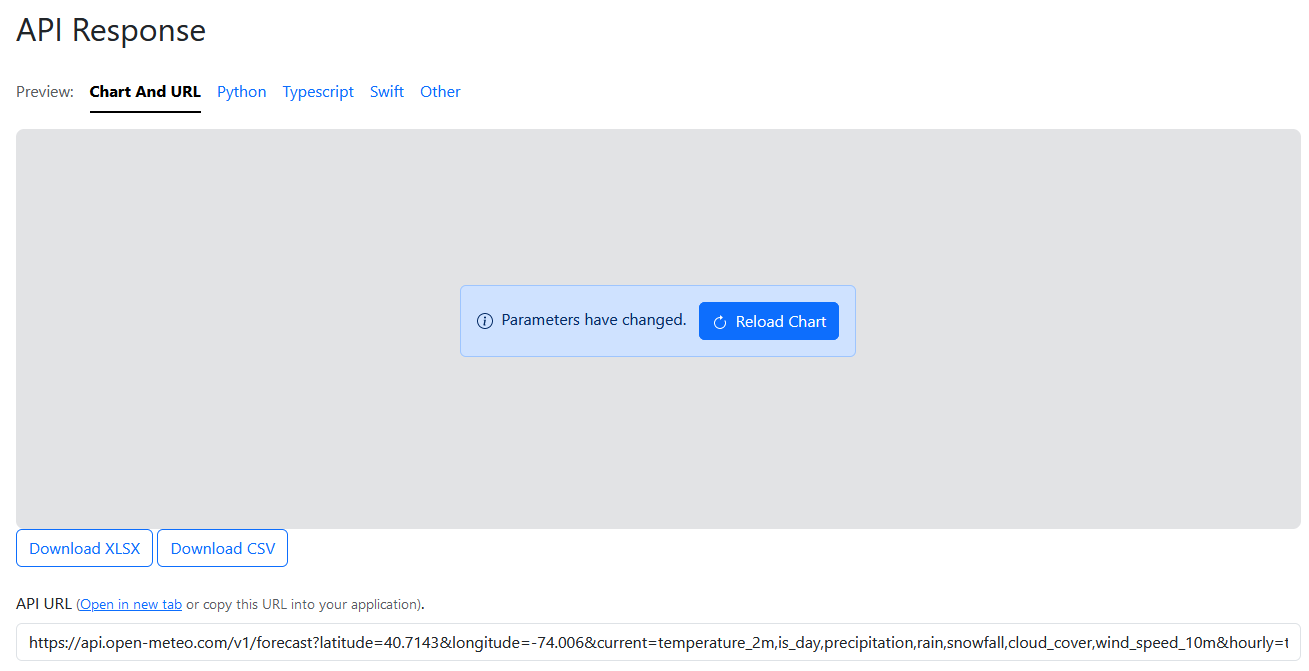 API Response
Preview: Chart And URL Python Typescript Swift Other
Parameters have changed. Reload Chart
Download XLSX Download CSV
API URL (Open in new tab or copy this URL into your application).
https://api.open-meteo.com/v1/forecast?latitude=40.7143&longitude=-74.006&current=temperature_2m,is_day,precipitation,rain,snowfall,cloud_cover,wind_speed_10m&hourly=t